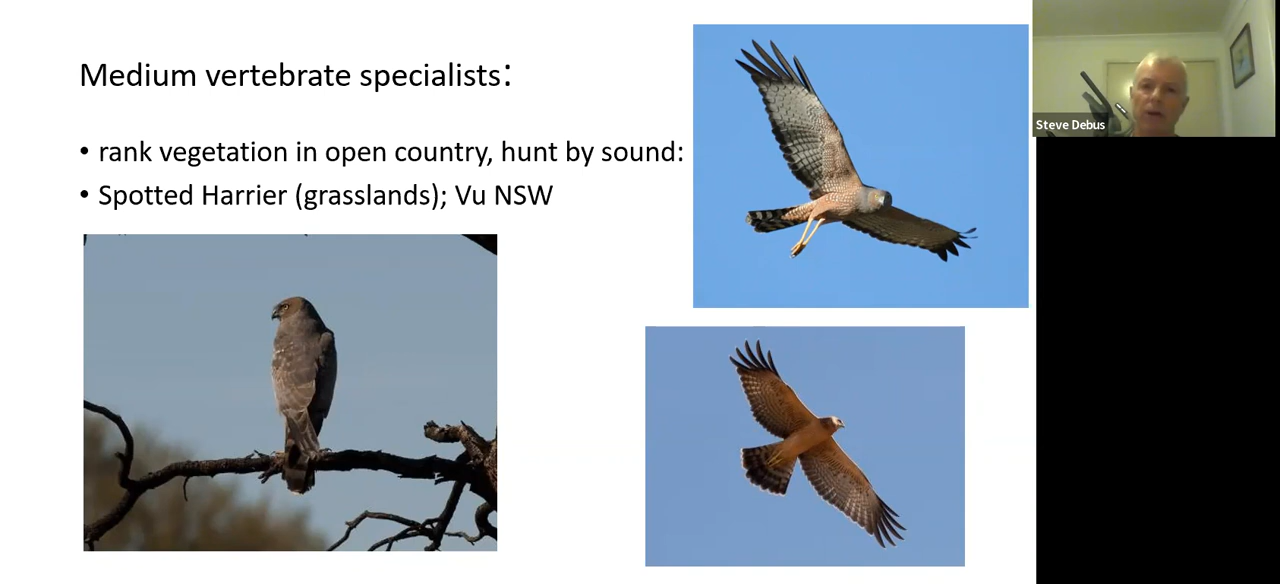 Medium vertebrate specialists:
• rank vegetation in open country, hunt by sound:
• Spotted Harrier (grasslands); Vu NSW
Steve Debus